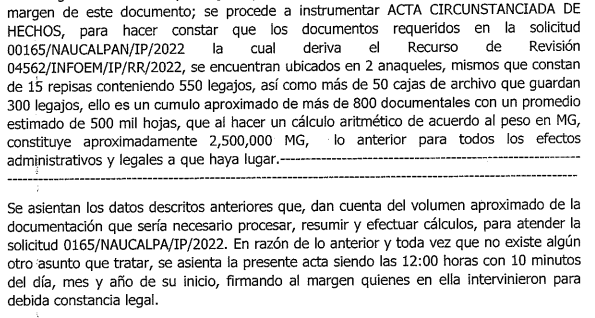 margen de este documento; se procede a instrumentar ACTA CIRCUNSTANCIADA DE
HECHOS, para hacer constar que los documentos requeridos en la solicitud
00165/NAUCALPAN/IP/2022 la cual deriva el Recurso de Revisión
04562/INFOEM/IP/RR/2022, se encuentran ubicados en 2 anaqueles, mismos que constan
de 15 repisas conteniendo 550 legajos, así como más de 50 cajas de archivo que guardan
300 legajos, ello es un cumulo aproximado de más de 800 documentales con un promedio
estimado de 500 mil hojas, que al hacer un cálculo aritmético de acuerdo al peso en MG,
constituye aproximadamente 2,500,000 MG, lo anterior para todos los efectos
administrativos y legales a que haya lugar.-----------------------------------------------------
------------------------------------------------------------------------------------------------
Se asientan los datos descritos anteriores que, dan cuenta del volumen aproximado de la
documentación que sería necesario procesar, resumir y efectuar cálculos, para atender la
solicitud 0165/NAUCALPA/IP/2022. En razón de lo anterior y toda vez que no existe algún
otro asunto que tratar, se asienta la presente acta siendo las 12:00 horas con 10 minutos
del día, mes y año de su inicio, firmando al margen quienes en ella intervinieron para
debida constancia legal.